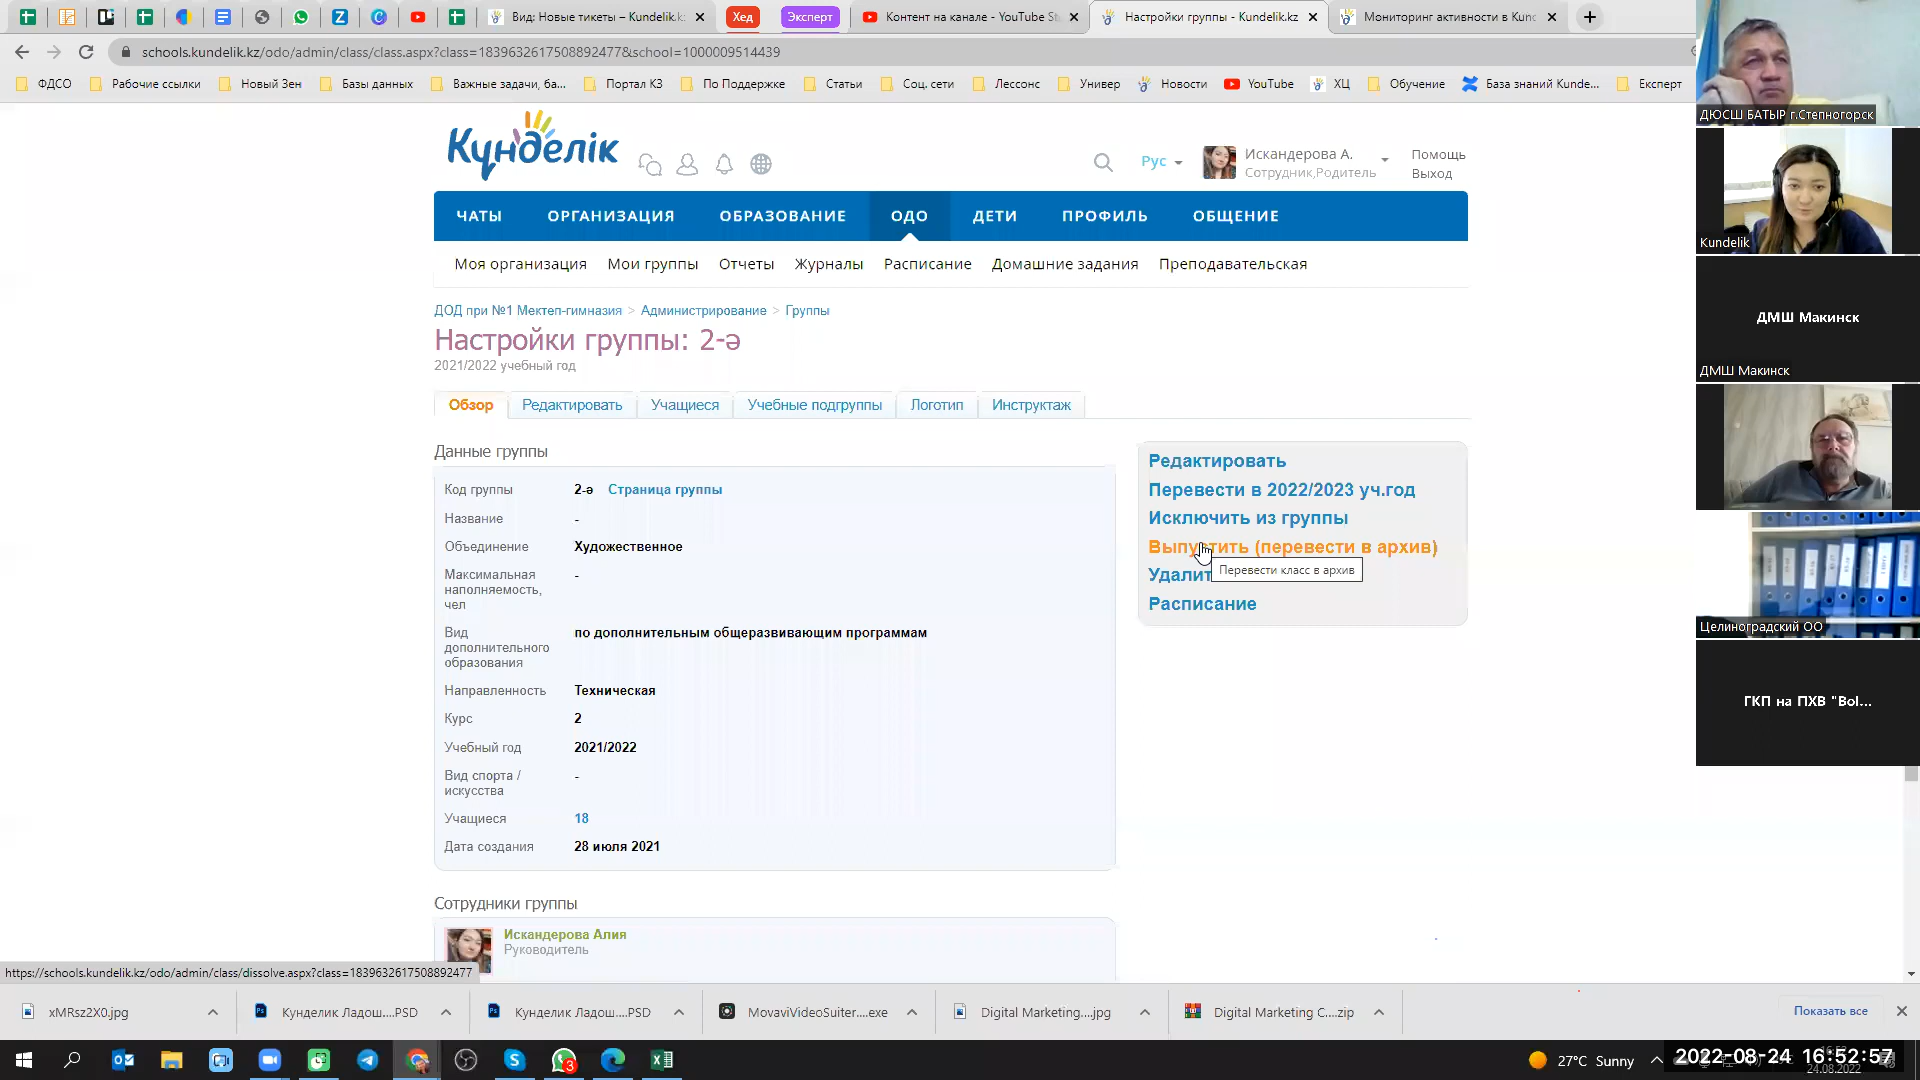 Вид: Новые тикеты – Kundelik.k:
Хед
Эксперт
Контент на канале - YouTube St
Настройки группы - Kundelik.kz
Мониторинг активности в Kund
schools.kundelik.kz/odo/admin/class/class.aspx?class=1839632617508892477&school=1000009514439
ФДСО
Рабочие ссылки
Новый Зен
Базы данных
Важные задачи, ба...
Портал КЗ
По Поддержке
Статьи
Соц. сети
Лессонс
Универ
Новости
YouTube
ХЦ
Обучение
База знаний Kunde...
Експерт
Күнделік
Рус
Искандерова А.
Сотрудник,Родитель
Помощь
Выход
ЧАТЫ
ОРГАНИЗАЦИЯ
ОБРАЗОВАНИЕ
ОДО
ДЕТИ
ПРОФИЛЬ
ОБЩЕНИЕ
Моя организация
Мои группы
Отчеты
Журналы
Расписание
Домашние задания
Преподавательская
ДОД при №1 Мектеп-гимназия > Администрирование > Группы
Настройки группы: 2-ә
2021/2022 учебный год
Обзор
Редактировать
Учащиеся
Учебные подгруппы
Логотип
Инструктаж
Данные группы
Код группы 2-ә Страница группы
Название -
Объединение Художественное
Максимальная -
наполняемость,
чел
Вид по дополнительным общеразвивающим программам
дополнительного
образования
Направленность Техническая
Курс 2
Учебный год 2021/2022
Вид спорта / -
искусства
Учащиеся 18
Дата создания 28 июля 2021
Редактировать
Перевести в 2022/2023 уч.год
Исключить из группы
Выпустить (перевести в архив)
Удалит
Перевести класс в архив
Расписание
Сотрудники группы
Искандерова Алия
Руководитель
https://schools.kundelik.kz/odo/admin/class/dissolve.aspx?class=1839632617508892477
ДЮСШ БАТЫР г.Степногорск
Kundelik
ДМШ Макинск
ДМШ Макинск
Целиноградский ОО
ГКП на ПХВ "Bol...
xMRsz2X0.jpg
Кунделик Ладош....PSD
Кунделик Ладош....PSD
MovaviVideoSuiter....exe
Digital Marketing....jpg
Digital Marketing C....zip
Показать все
3
27°C Sunny
2022-08-24 16:52:57
24.08.2022